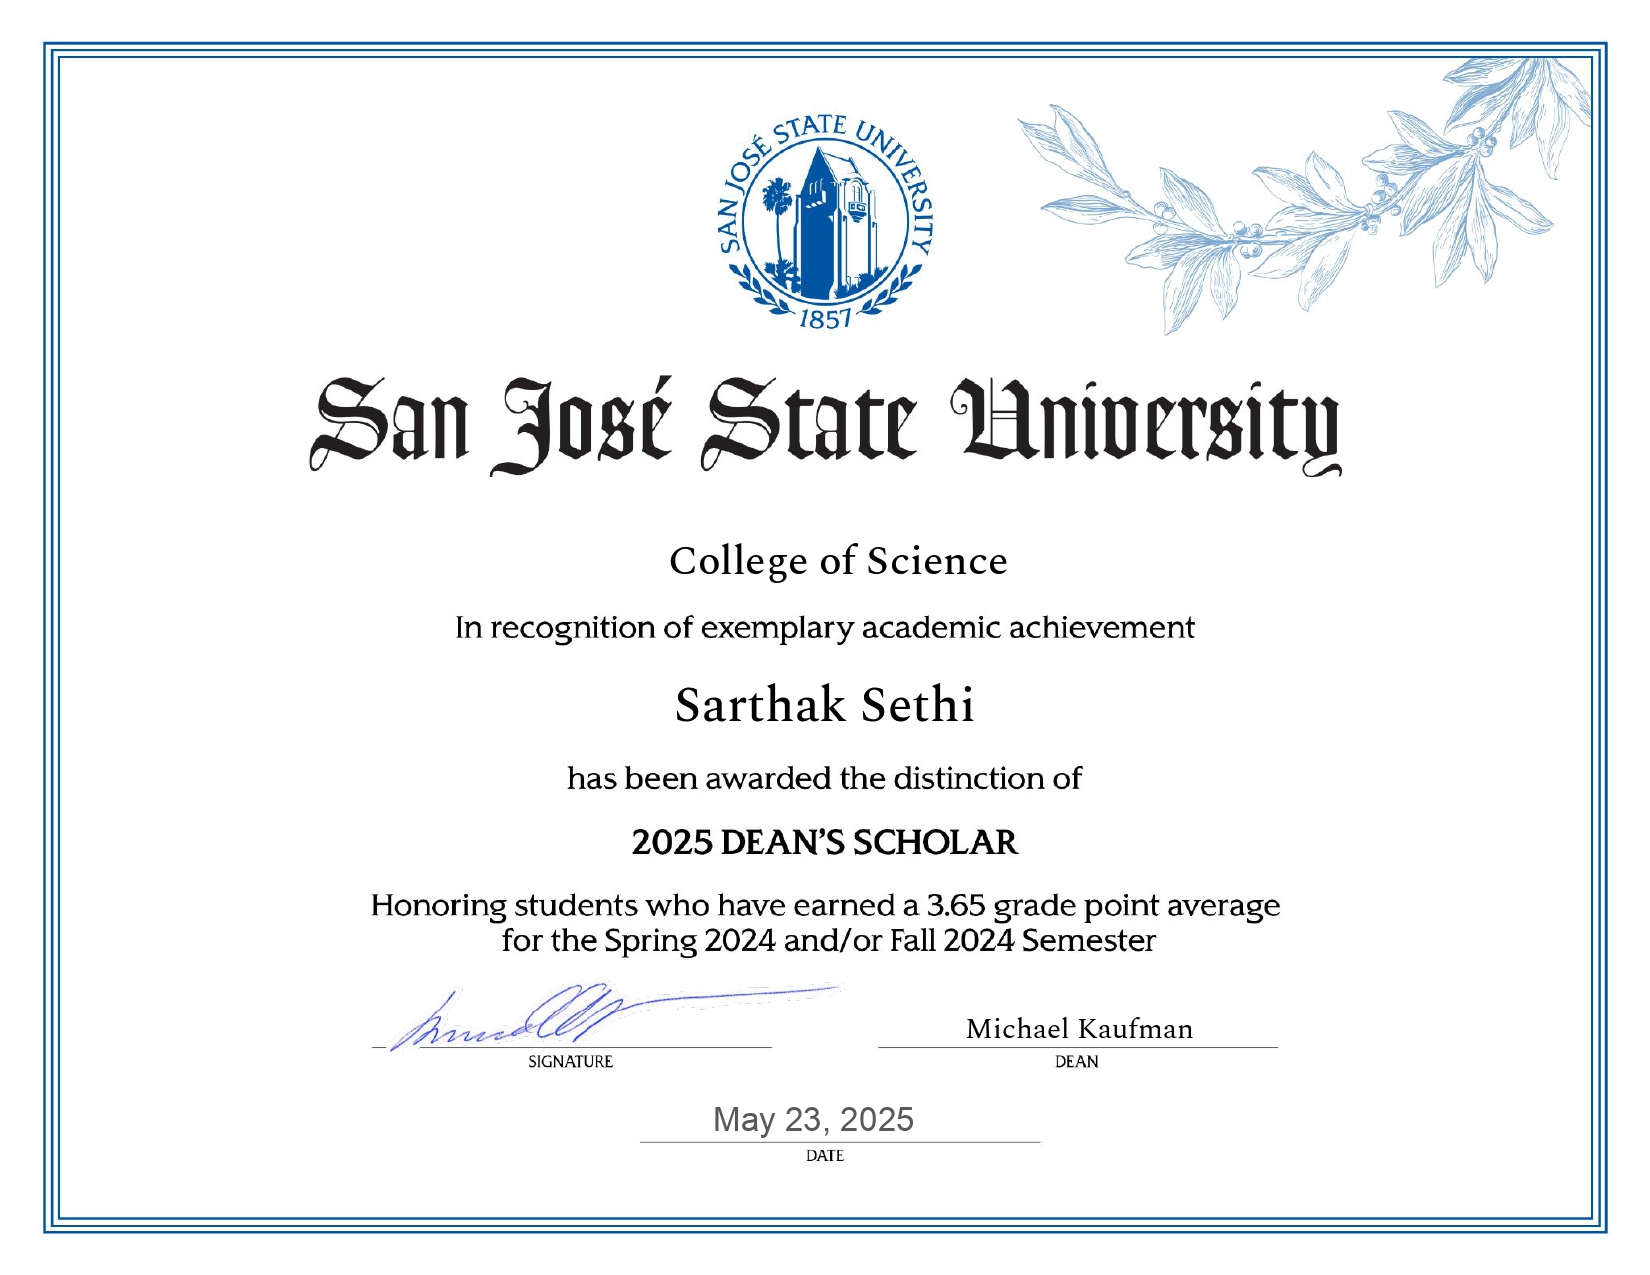 SAN JOSÉ STATE UNIVERSITY
1857
San José State University
College of Science
In recognition of exemplary academic achievement
Sarthak Sethi
has been awarded the distinction of
2025 DEAN'S SCHOLAR
Honoring students who have earned a 3.65 grade point average
for the Spring 2024 and/or Fall 2024 Semester
Michael Kaufman
SIGNATURE
DEAN
May 23, 2025
DATE